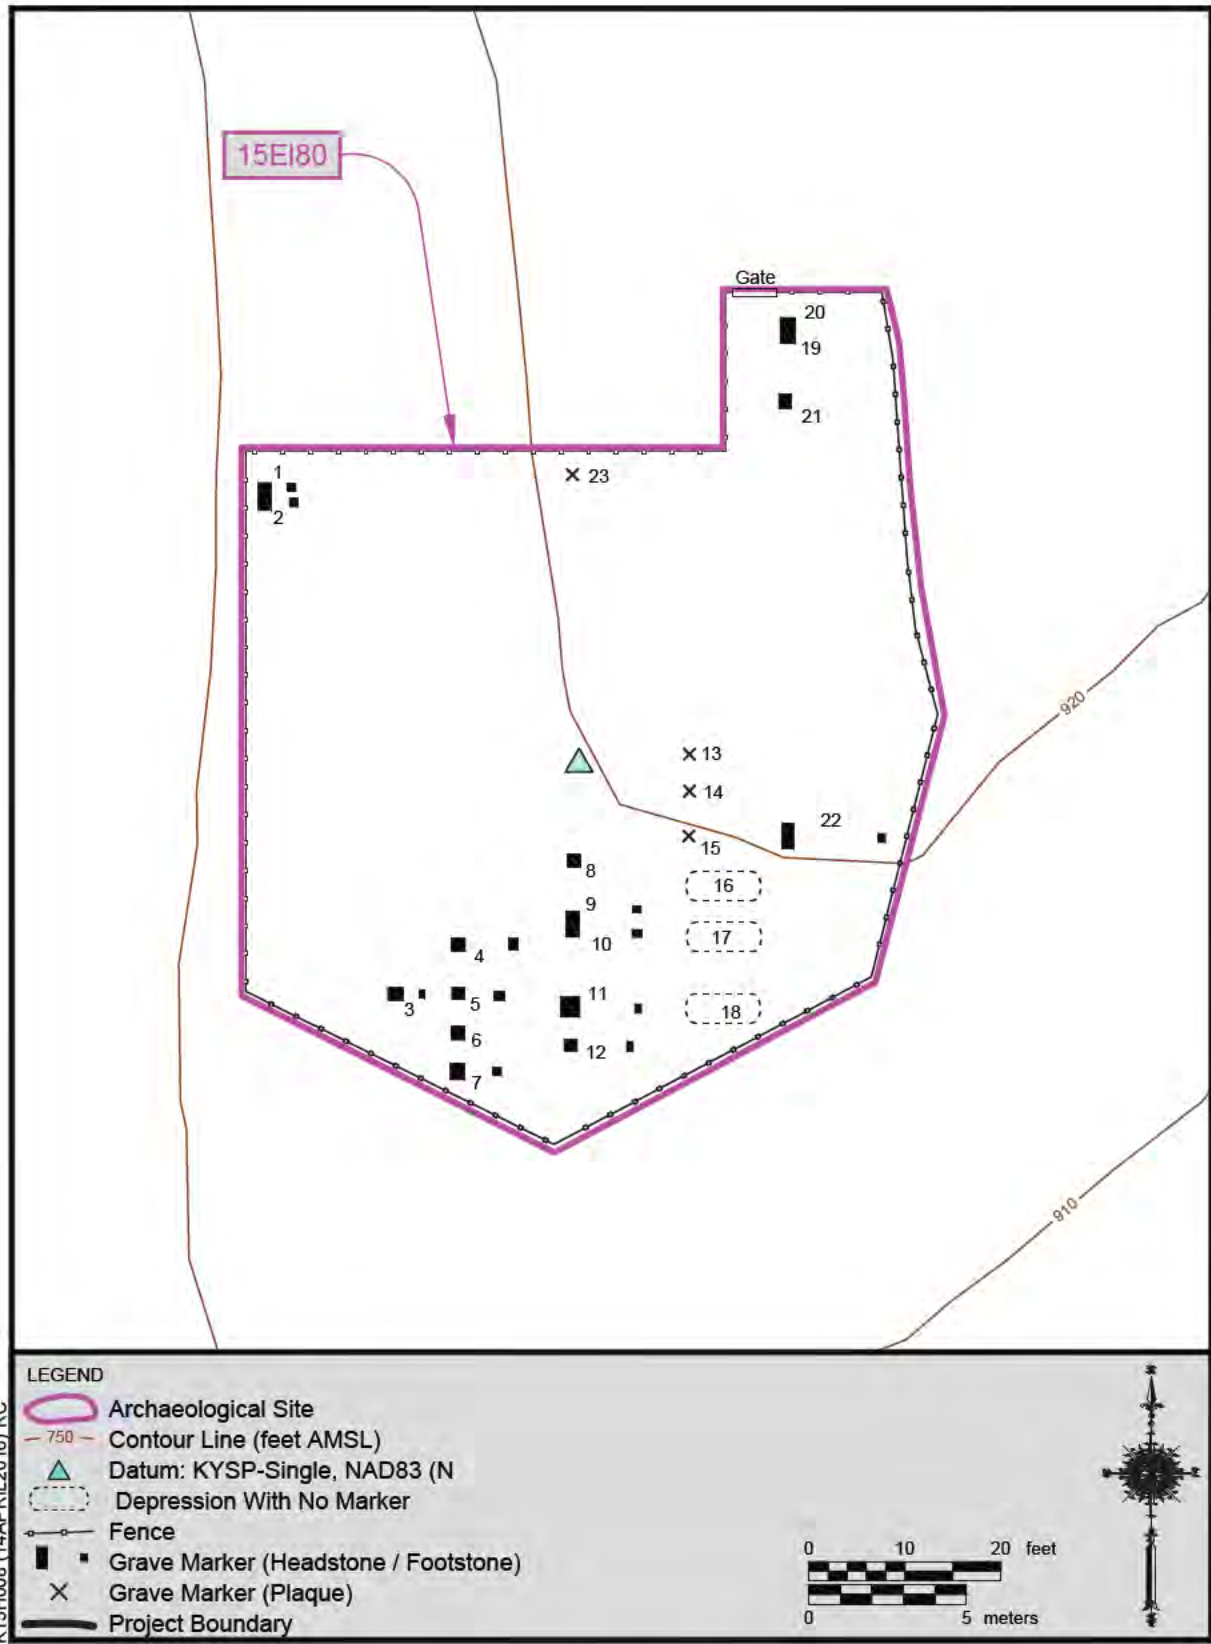 15EI80
Gate
20
19
21
1
23
2
920
13
14
22
15
8
16
9
17
10
4
11
3
5
18
6
12
7
910
LEGEND
Archaeological Site
750
Contour Line (feet AMSL)
Datum: KYSP-Single, NAD83 (N
Depression With No Marker
Fence
Grave Marker (Headstone / Footstone)
Grave Marker (Plaque)
Project Boundary
0 10 20 feet
0 5 meters